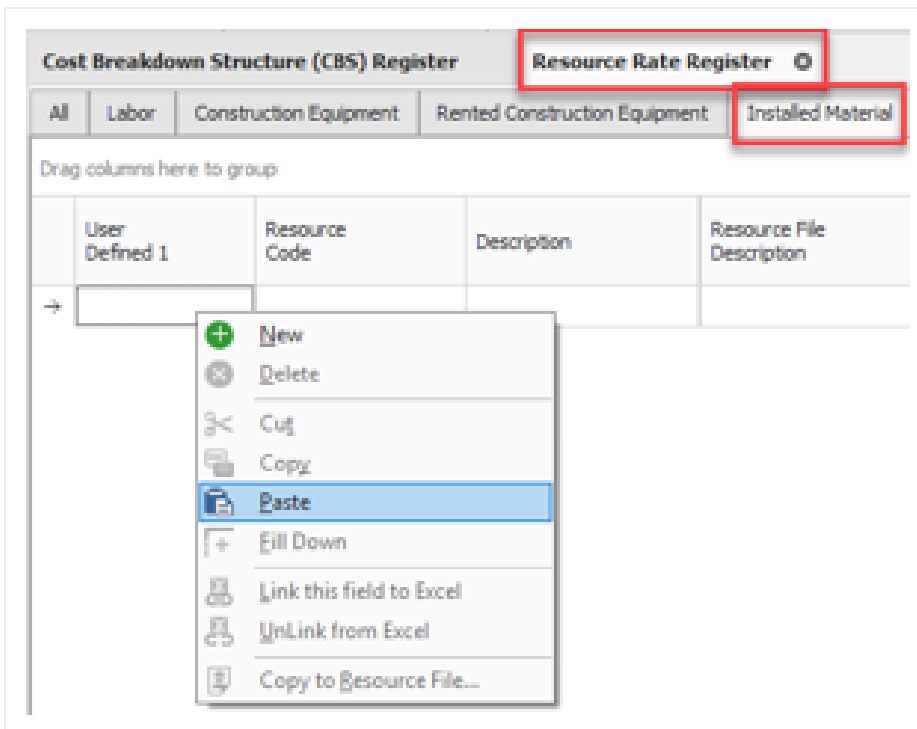 Cost Breakdown Structure (CBS) Register Resource Rate Register
All Labor Construction Equipment Rented Construction Equipment Installed Material
Drag columns here to group
User Defined 1
Resource Code
Description
Resource File Description
New
Delete
Cut
Copy
Paste
Fill Down
Link this field to Excel
UnLink from Excel
Copy to Resource File...